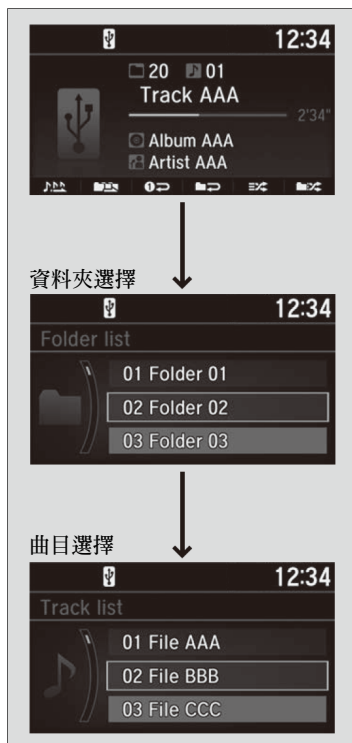 12:34
20 01
Track AAA
2'34"
Album AAA
Artist AAA
資料夾選擇
12:34
Folder list
01 Folder 01
02 Folder 02
03 Folder 03
曲目選擇
12:34
Track list
01 File AAA
02 File BBB
03 File CCC